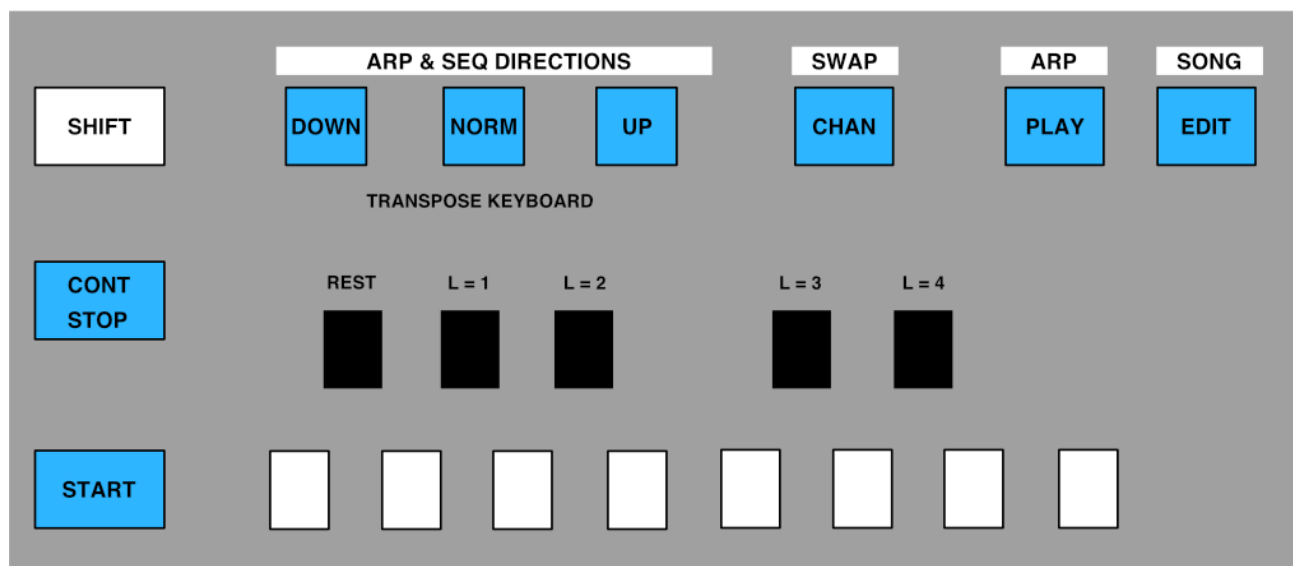 ARP & SEQ DIRECTIONS SWAP ARP SONG
SHIFT DOWN NORM UP CHAN PLAY EDIT
TRANSPOSE KEYBOARD
CONT
STOP
REST L = 1 L = 2 L = 3 L = 4
START